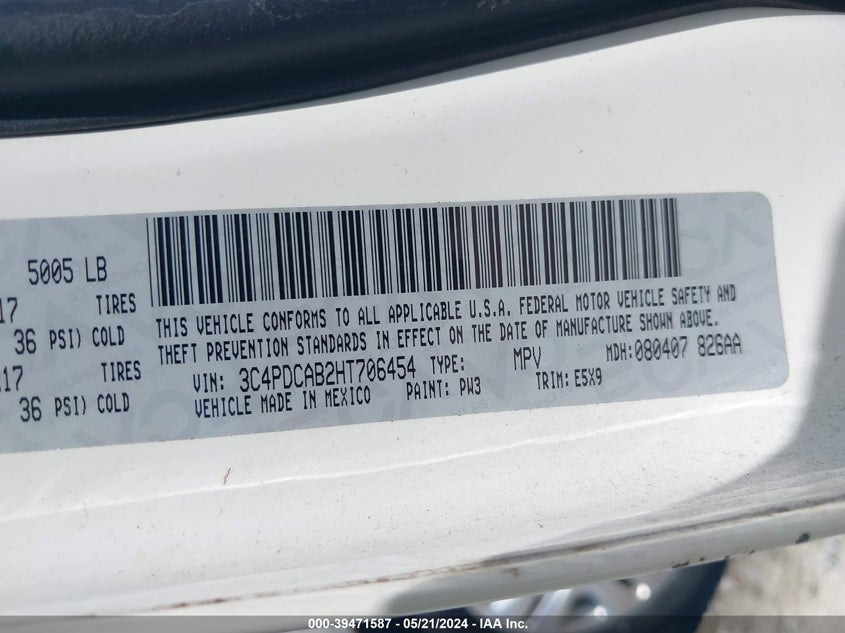 5005 LB
17 TIRES
36 PSI) COLD
17 TIRES
36 PSI) COLD
THIS VEHICLE CONFORMS TO ALL APPLICABLE U.S.A. FEDERAL MOTOR VEHICLE SAFETY AND
THEFT PREVENTION STANDARDS IN EFFECT ON THE DATE OF MANUFACTURE SHOWN ABOVE.
VIN: 3C4PDCAB2HT706454 TYPE: MPV MDH:080407 826AA
VEHICLE MADE IN MEXICO PAINT: PW3 TRIM: E5X9
000-39471587 - 05/21/2024 - IAA Inc.